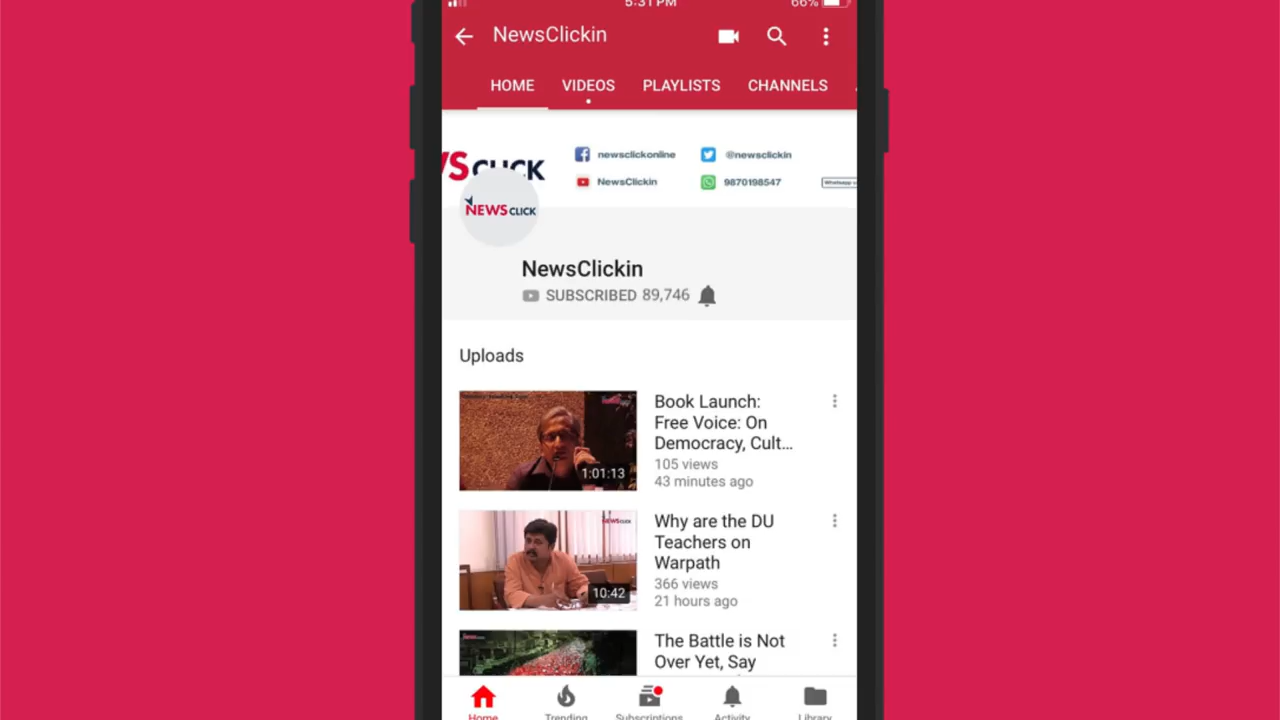 5:31 PM 66%
NewsClickin
HOME VIDEOS PLAYLISTS CHANNELS
WS CLICK
newsclickonline @newsclickin
NewsClickin 9870198547
NEWSCLICK
NewsClickin
SUBSCRIBED 89,746
Uploads
Book Launch:
Free Voice: On
Democracy, Cult...
105 views
43 minutes ago
1:01:13
Why are the DU
Teachers on
Warpath
366 views
21 hours ago
NEWSCLICK
10:42
The Battle is Not
Over Yet, Say
Home Trending Subscriptions Activity Library